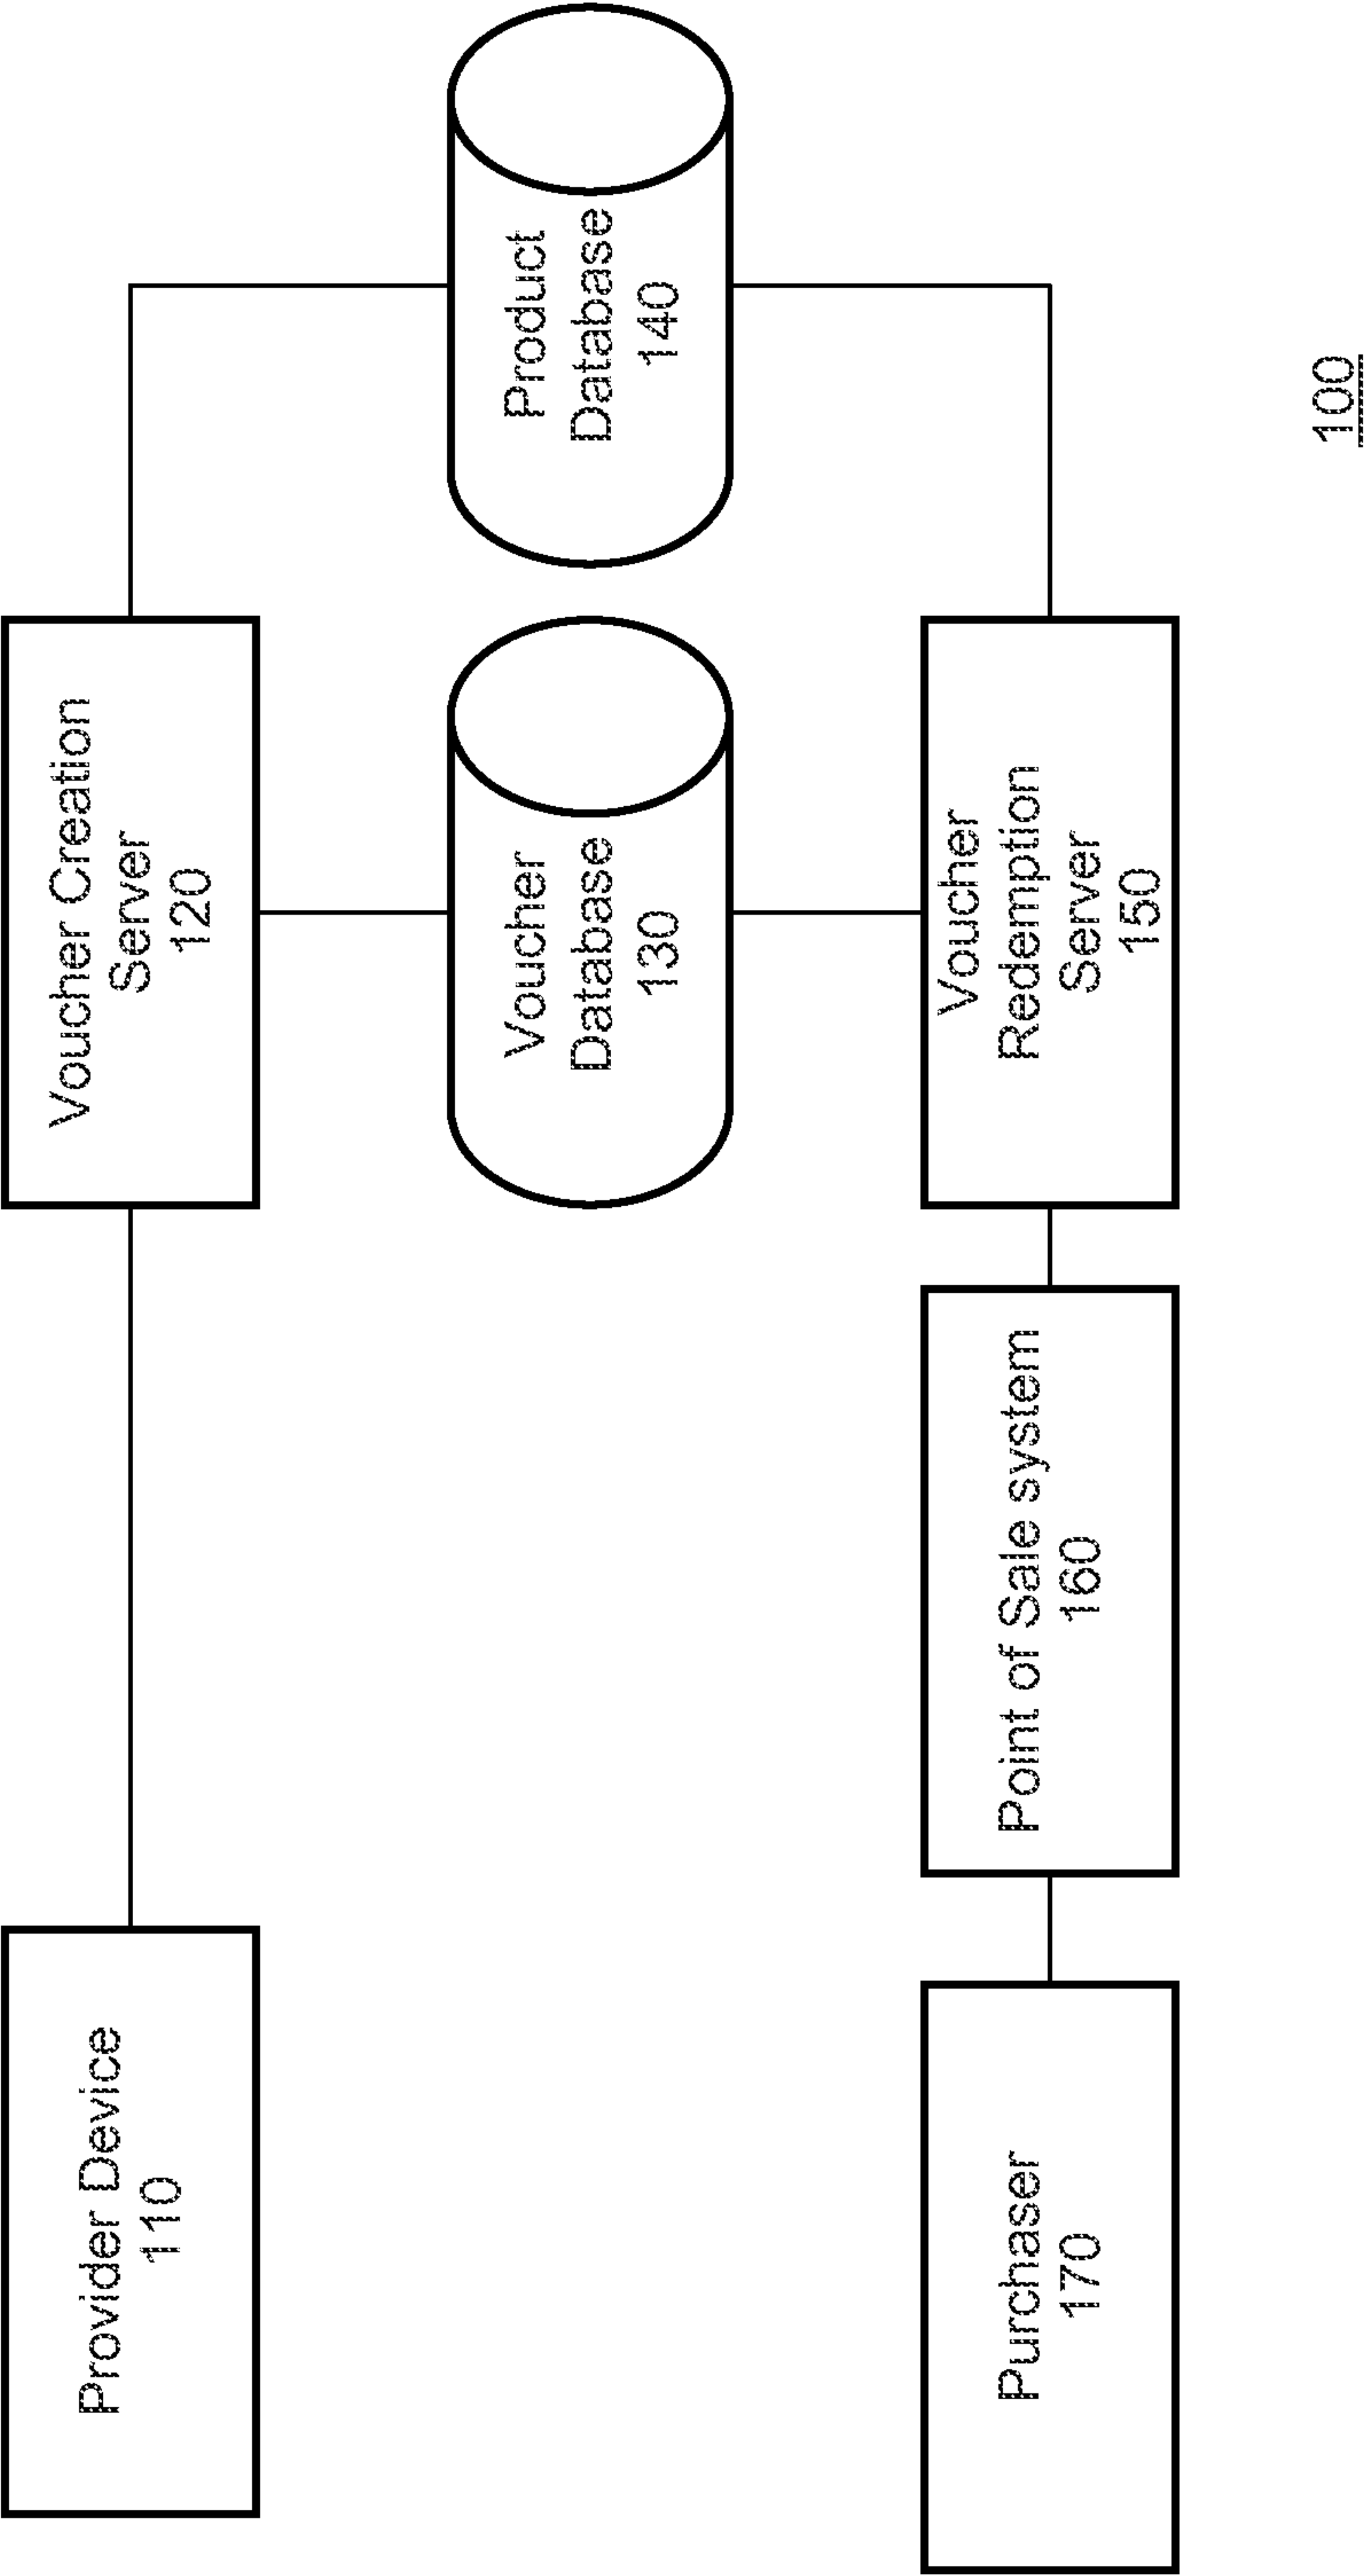 Provider Device
110
Voucher Creation
Server
120
Voucher
Database
130
Product
Database
140
Purchaser
170
Point of Sale system
160
Voucher
Redemption
Server
150
100